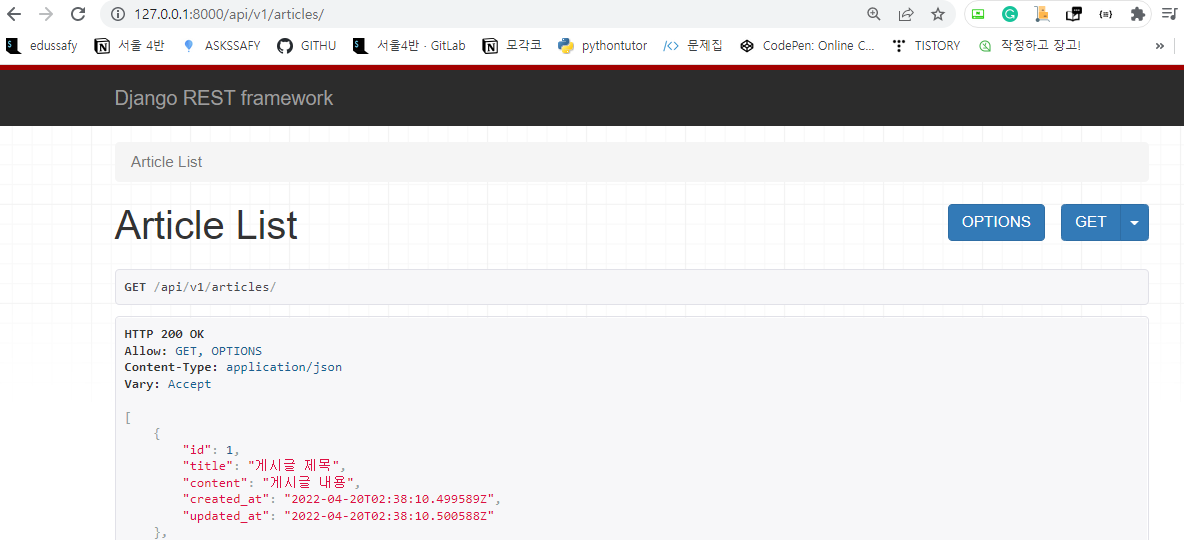 127.0.0.1:8000/api/v1/articles/
edussafy 서울 4반 ASKSSAFY GITHU 서울4반 · GitLab 모각코 pythontutor 문제집 CodePen: Online C... TISTORY 작정하고 장고! »
Django REST framework
Article List
Article List
OPTIONS GET
GET /api/v1/articles/
HTTP 200 OK
Allow: GET, OPTIONS
Content-Type: application/json
Vary: Accept
[
{
"id": 1,
"title": "게시글 제목",
"content": "게시글 내용",
"created_at": "2022-04-20T02:38:10.499589Z",
"updated_at": "2022-04-20T02:38:10.500588Z"
},